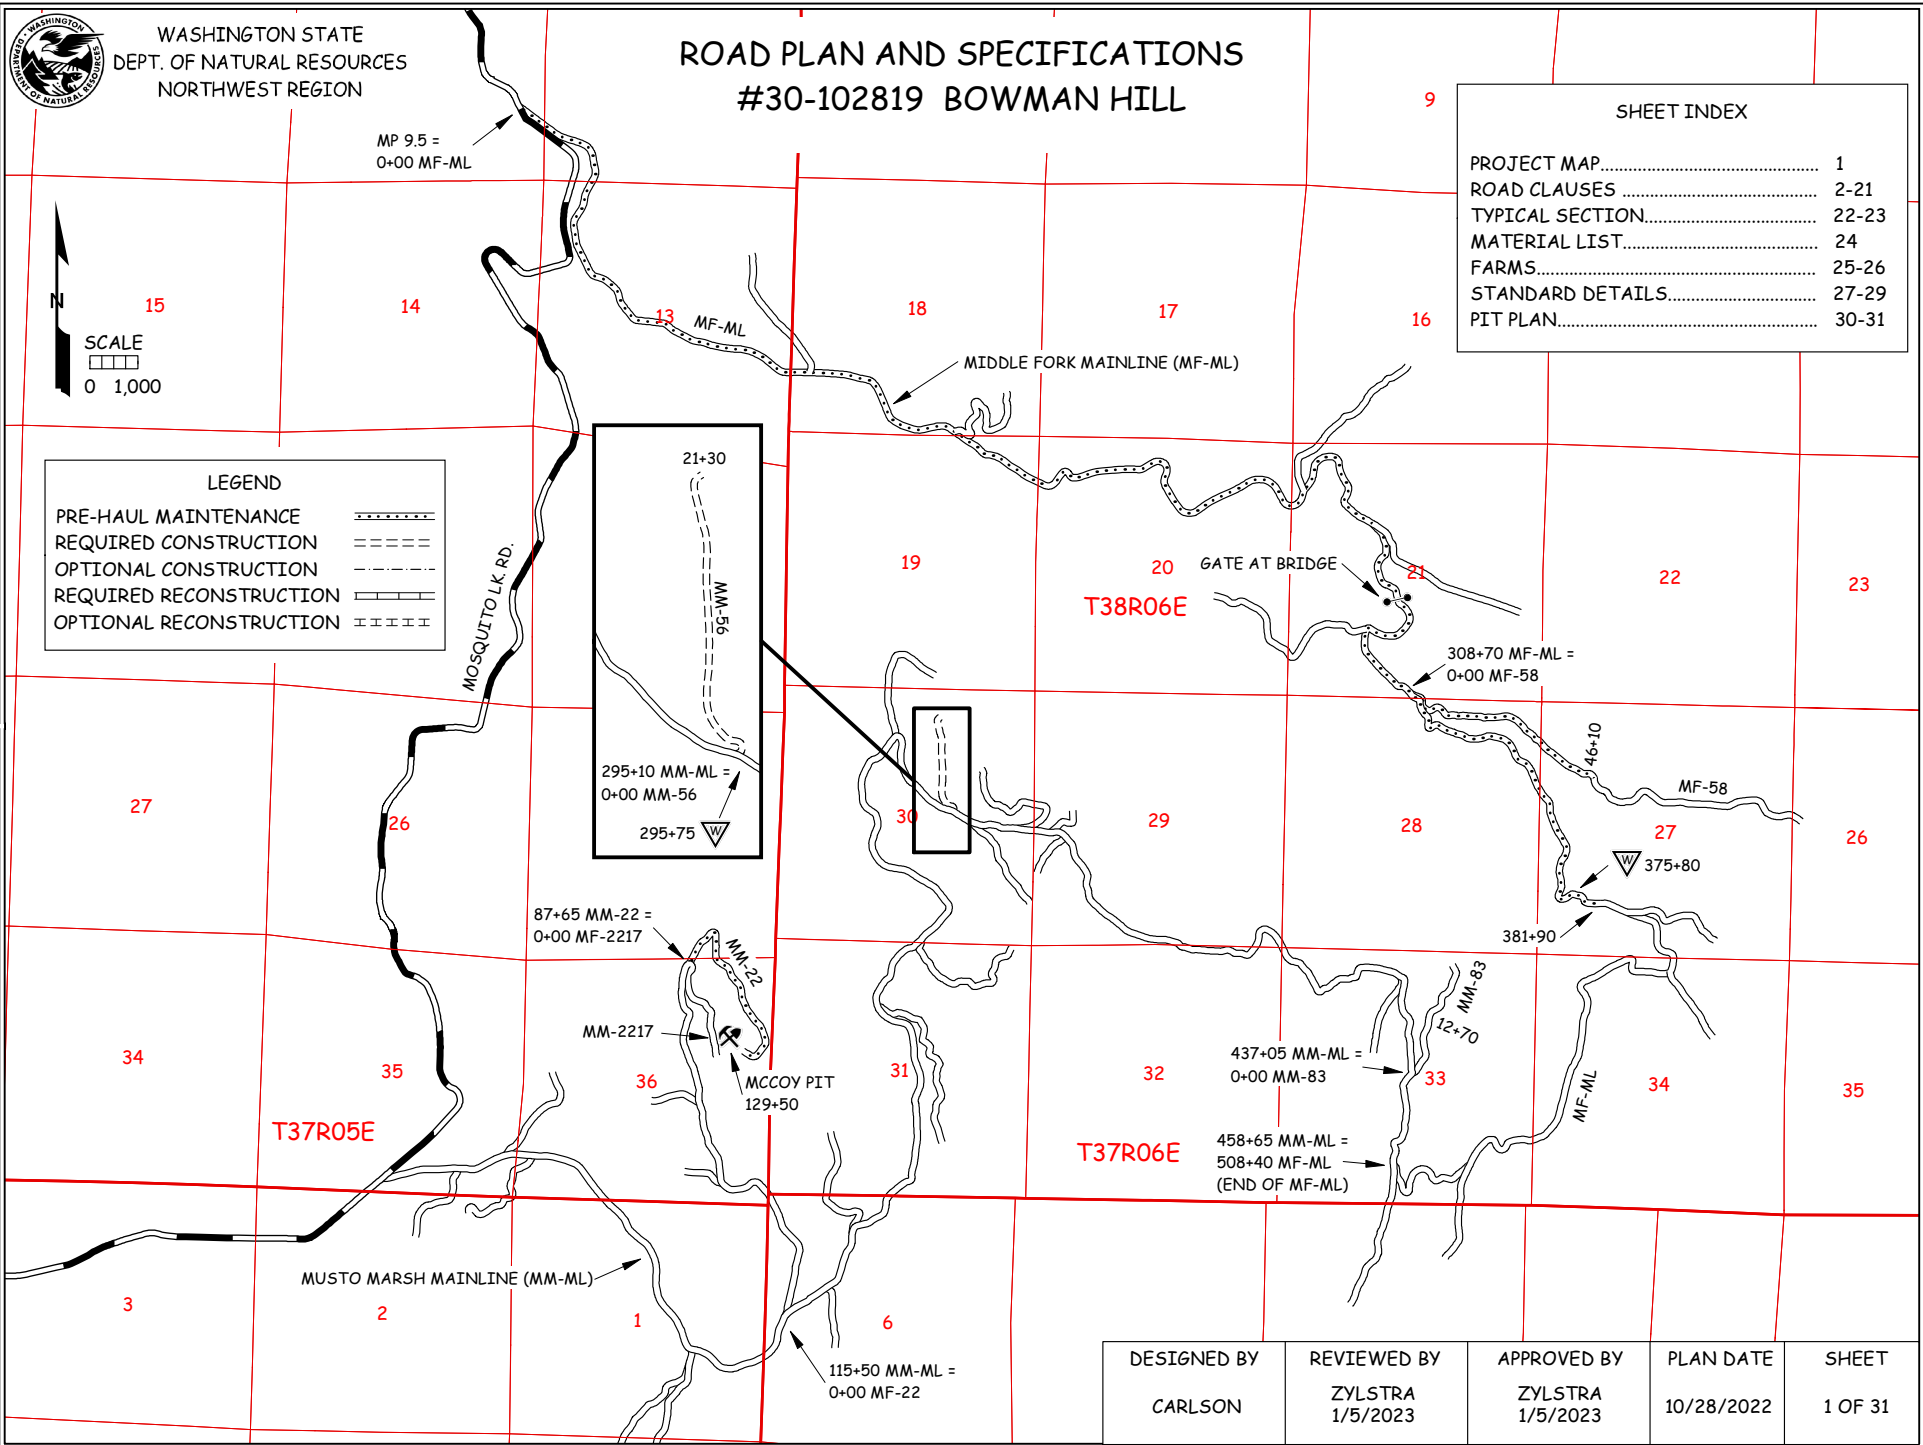 WASHINGTON STATE
DEPT. OF NATURAL RESOURCES
NORTHWEST REGION
WASHINGTON
DEPARTMENT OF NATURAL RESOURCES
ROAD PLAN AND SPECIFICATIONS
#30-102819 BOWMAN HILL
SHEET INDEX
PROJECT MAP........................................ 1
ROAD CLAUSES .................................... 2-21
TYPICAL SECTION................................ 22-23
MATERIAL LIST.................................... 24
FARMS.................................................... 25-26
STANDARD DETAILS............................ 27-29
PIT PLAN................................................ 30-31
9
MP 9.5 =
0+00 MF-ML
N
SCALE
0 1,000
15
14
13
MF-ML
18
17
16
MIDDLE FORK MAINLINE (MF-ML)
LEGEND
PRE-HAUL MAINTENANCE
REQUIRED CONSTRUCTION
OPTIONAL CONSTRUCTION
REQUIRED RECONSTRUCTION
OPTIONAL RECONSTRUCTION
MOSQUITO LK. RD.
21+30
MM-56
295+10 MM-ML =
0+00 MM-56
295+75
W
19
20
GATE AT BRIDGE
21
22
23
T38R06E
308+70 MF-ML =
0+00 MF-58
46+10
MF-58
27
26
30
29
28
27
26
W
375+80
381+90
87+65 MM-22 =
0+00 MF-2217
MM-22
MM-2217
MCCOY PIT
129+50
34
35
36
31
32
33
34
35
MM-83
12+70
437+05 MM-ML =
0+00 MM-83
MF-ML
T37R05E
T37R06E
458+65 MM-ML =
508+40 MF-ML
(END OF MF-ML)
MUSTO MARSH MAINLINE (MM-ML)
3
2
1
6
115+50 MM-ML =
0+00 MF-22
DESIGNED BY
CARLSON
REVIEWED BY
ZYLSTRA
1/5/2023
APPROVED BY
ZYLSTRA
1/5/2023
PLAN DATE
10/28/2022
SHEET
1 OF 31